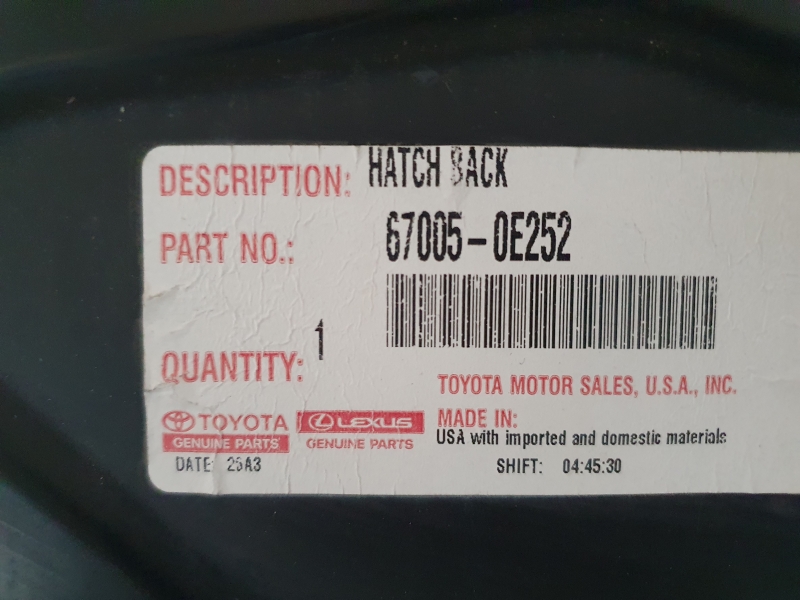 DESCRIPTION: HATCH BACK
PART NO.: 67005-0E252
QUANTITY: 1
TOYOTA MOTOR SALES, U.S.A., INC.
TOYOTA LEXUS MADE IN:
GENUINE PARTS GENUINE PARTS USA with imported and domestic materials
DATE: 26A3 SHIFT: 04:45:30